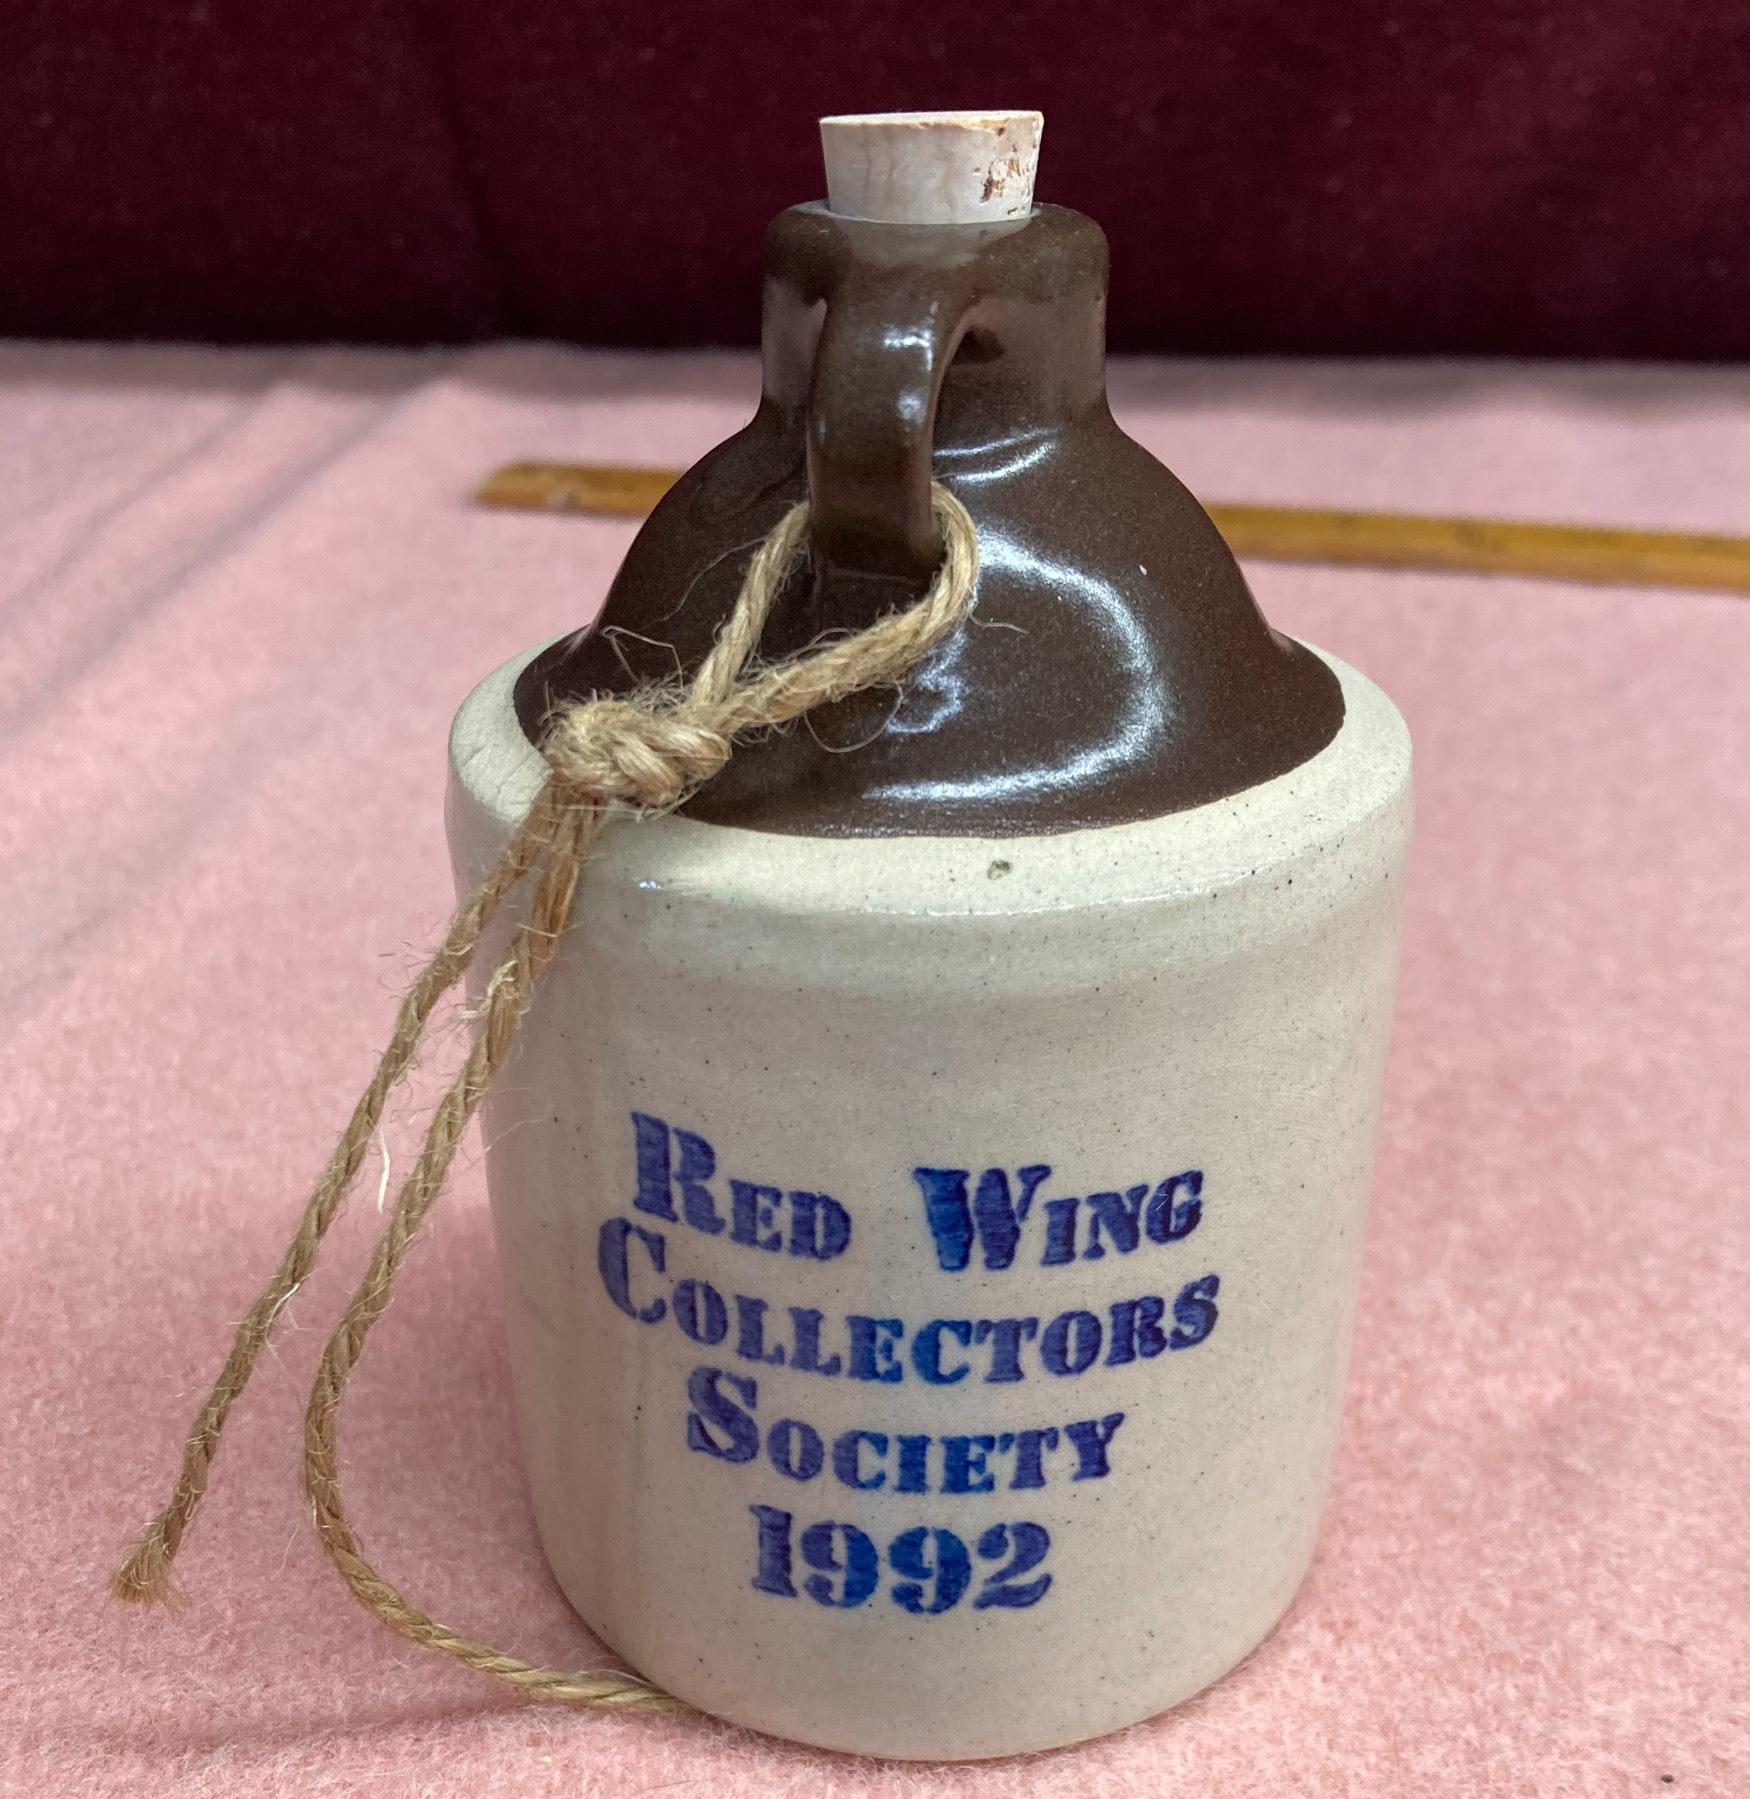 Red Wing
Collectors
Society
1992